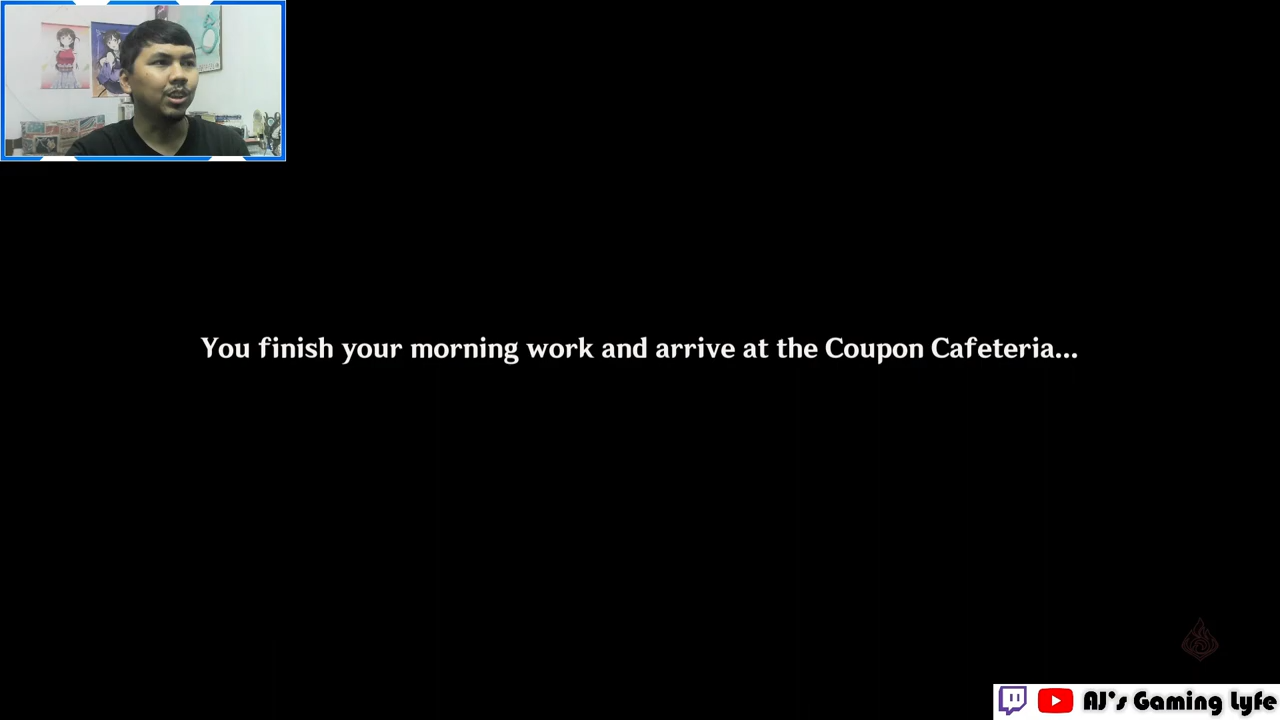 You finish your morning work and arrive at the Coupon Cafeteria...
AJ's Gaming Lyfe